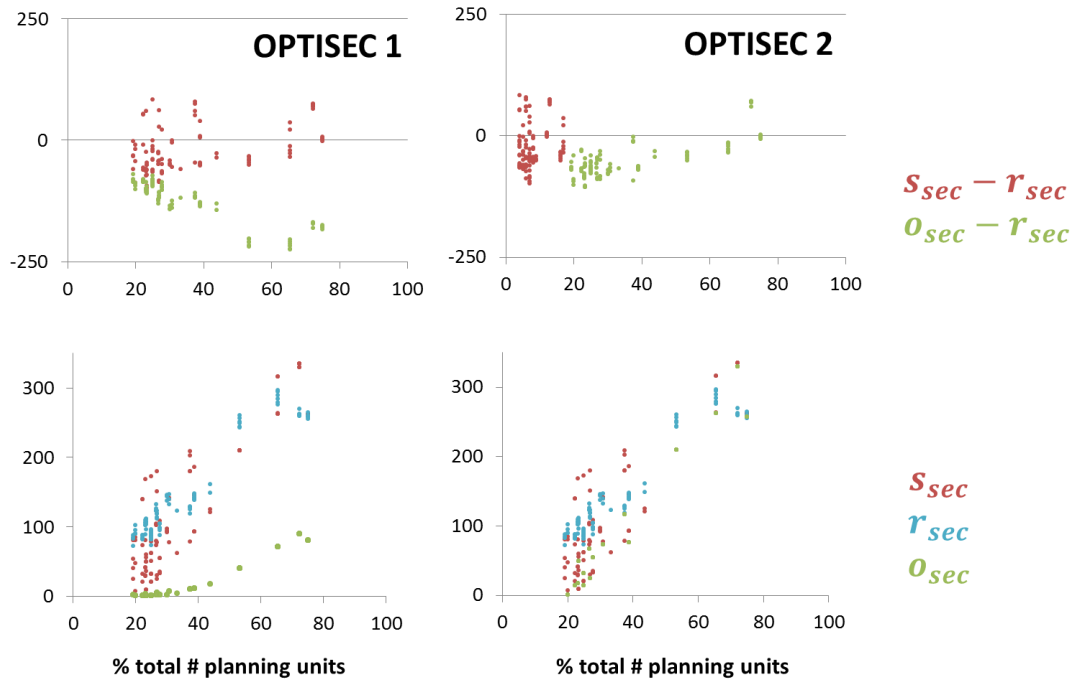 OPTISEC 1
OPTISEC 2
250
0
-250
0 20 40 60 80 100
250
0
-250
0 20 40 60 80 100
s_sec − r_sec
o_sec − r_sec
300
200
100
0
0 20 40 60 80 100
% total # planning units
300
200
100
0
0 20 40 60 80 100
% total # planning units
s_sec
r_sec
o_sec